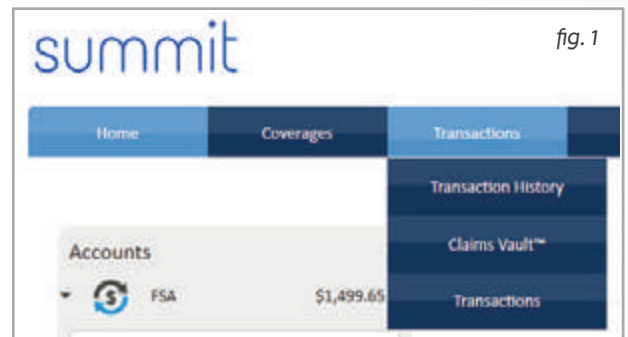 summit
fig. 1
Home Coverages Transactions
Transaction History
Claims Vault™
Transactions
Accounts
FSA $1,499.65